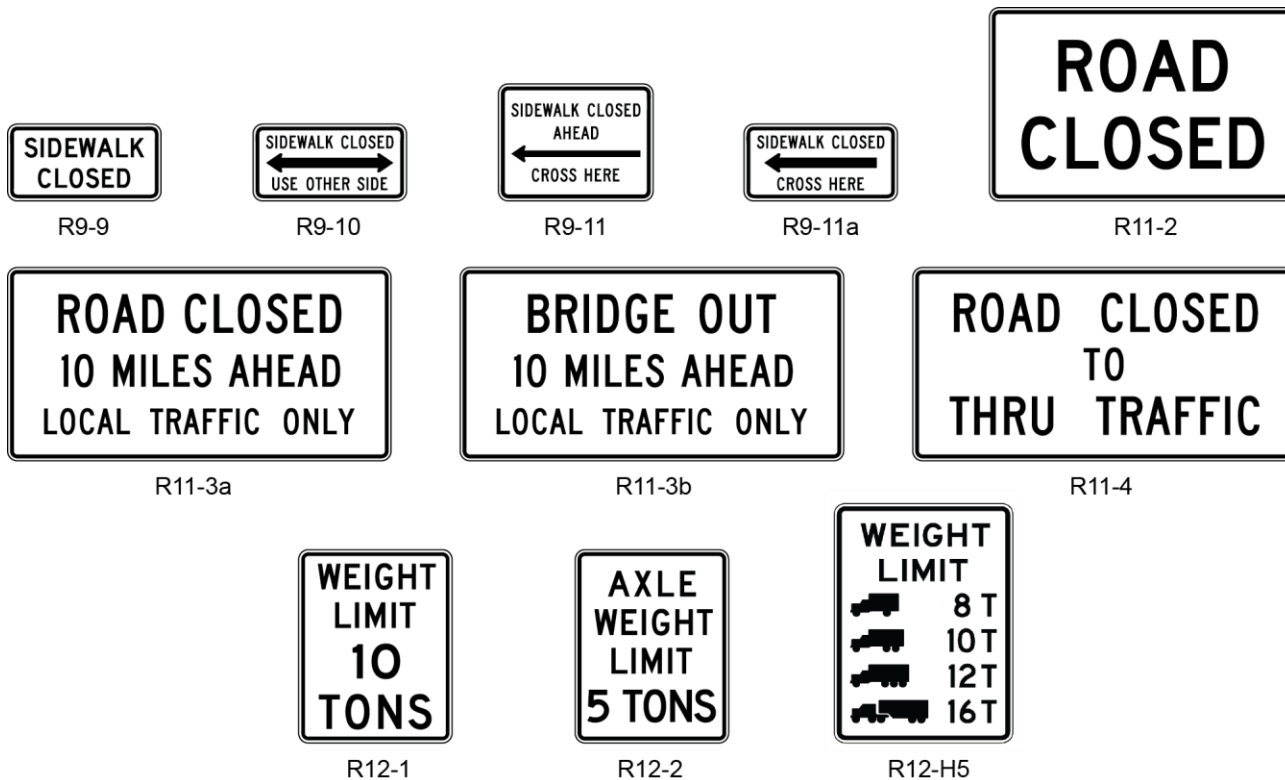 SIDEWALK
CLOSED
R9-9
SIDEWALK CLOSED
USE OTHER SIDE
R9-10
SIDEWALK CLOSED
AHEAD
CROSS HERE
R9-11
SIDEWALK CLOSED
CROSS HERE
R9-11a
ROAD
CLOSED
R11-2
ROAD CLOSED
10 MILES AHEAD
LOCAL TRAFFIC ONLY
R11-3a
BRIDGE OUT
10 MILES AHEAD
LOCAL TRAFFIC ONLY
R11-3b
ROAD CLOSED
TO
THRU TRAFFIC
R11-4
WEIGHT
LIMIT
10
TONS
R12-1
AXLE
WEIGHT
LIMIT
5 TONS
R12-2
WEIGHT
LIMIT
8 T
10 T
12 T
16 T
R12-H5